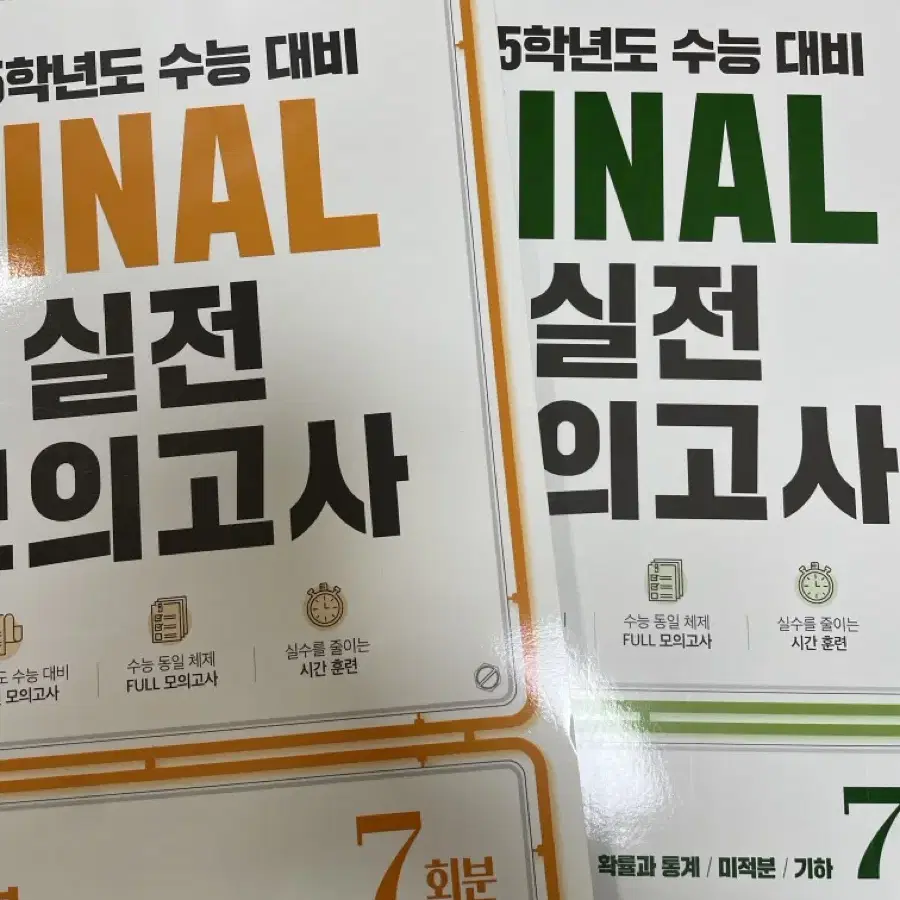 5학년도 수능 대비
INAL
실전
모의고사
도 수능 대비
모의고사
수능 동일 체제
FULL 모의고사
실수를 줄이는
시간 훈련
7회분
5학년도 수능 대비
INAL
실전
의고사
수능 동일 체제
FULL 모의고사
실수를 줄이는
시간 훈련
확률과 통계 / 미적분 / 기하
7